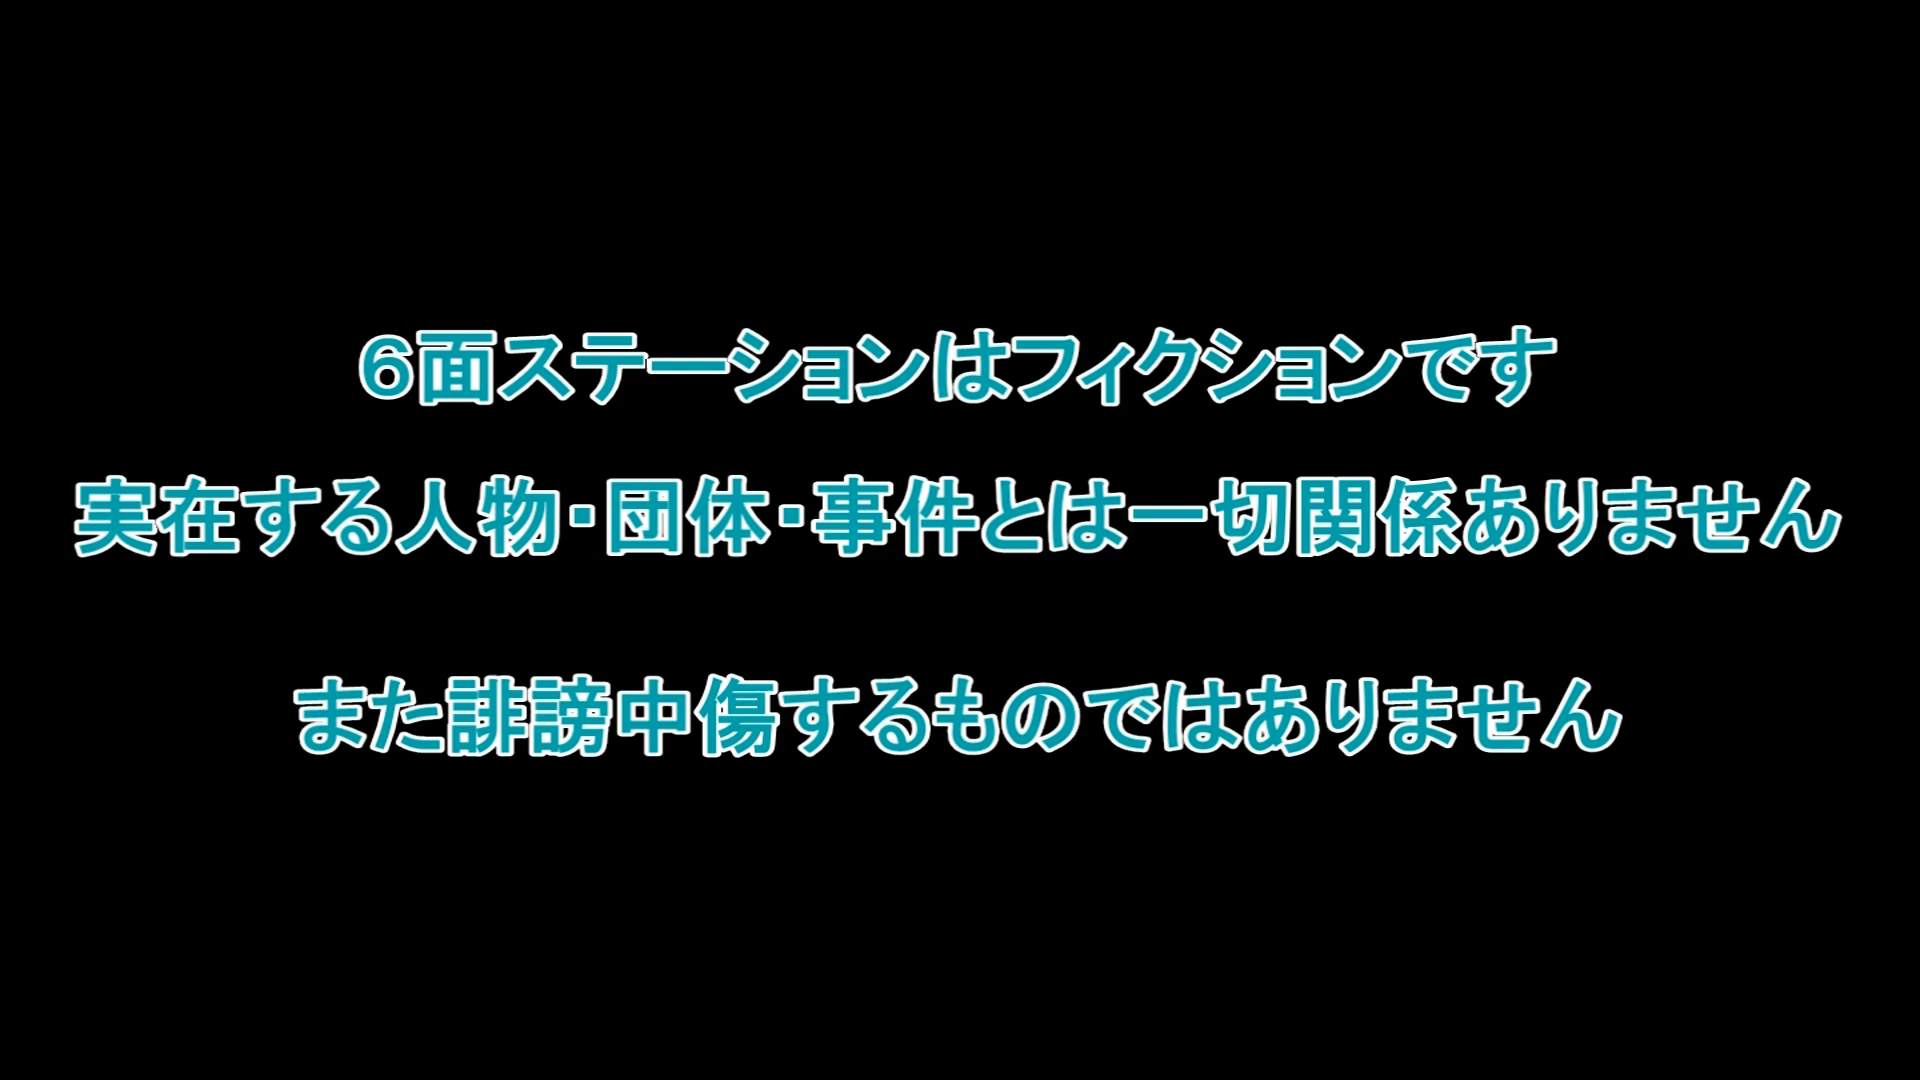 ６面ステーションはフィクションです
実在する人物・団体・事件とは一切関係ありません
また誹謗中傷するものではありません